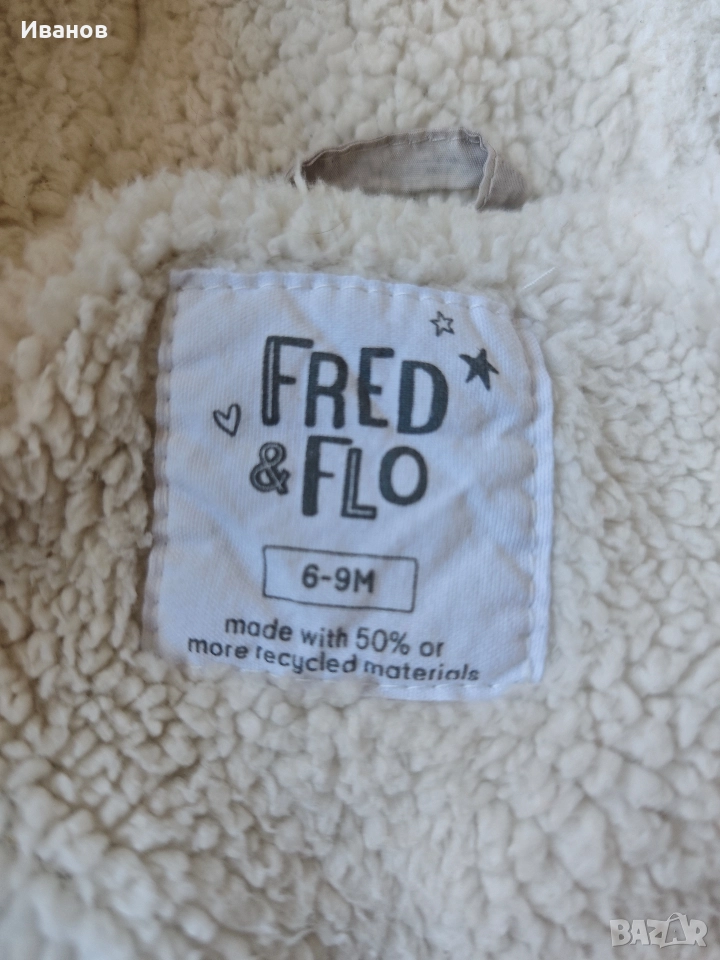 Иванов
FRED
& FLO
6-9M
made with 50% or
more recycled materials
BAZAR